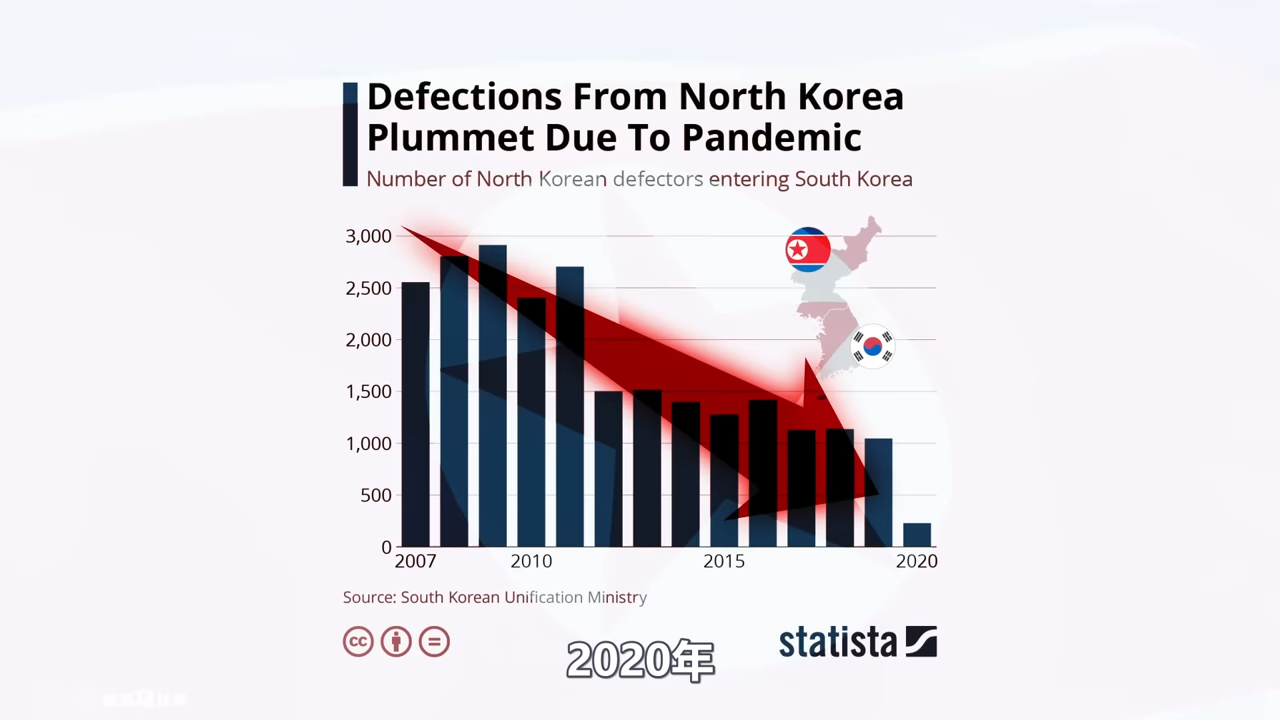 Defections From North Korea
Plummet Due To Pandemic
Number of North Korean defectors entering South Korea
3,000
2,500
2,000
1,500
1,000
500
0
2007 2010 2015 2020
Source: South Korean Unification Ministry
cc
statista
2020年